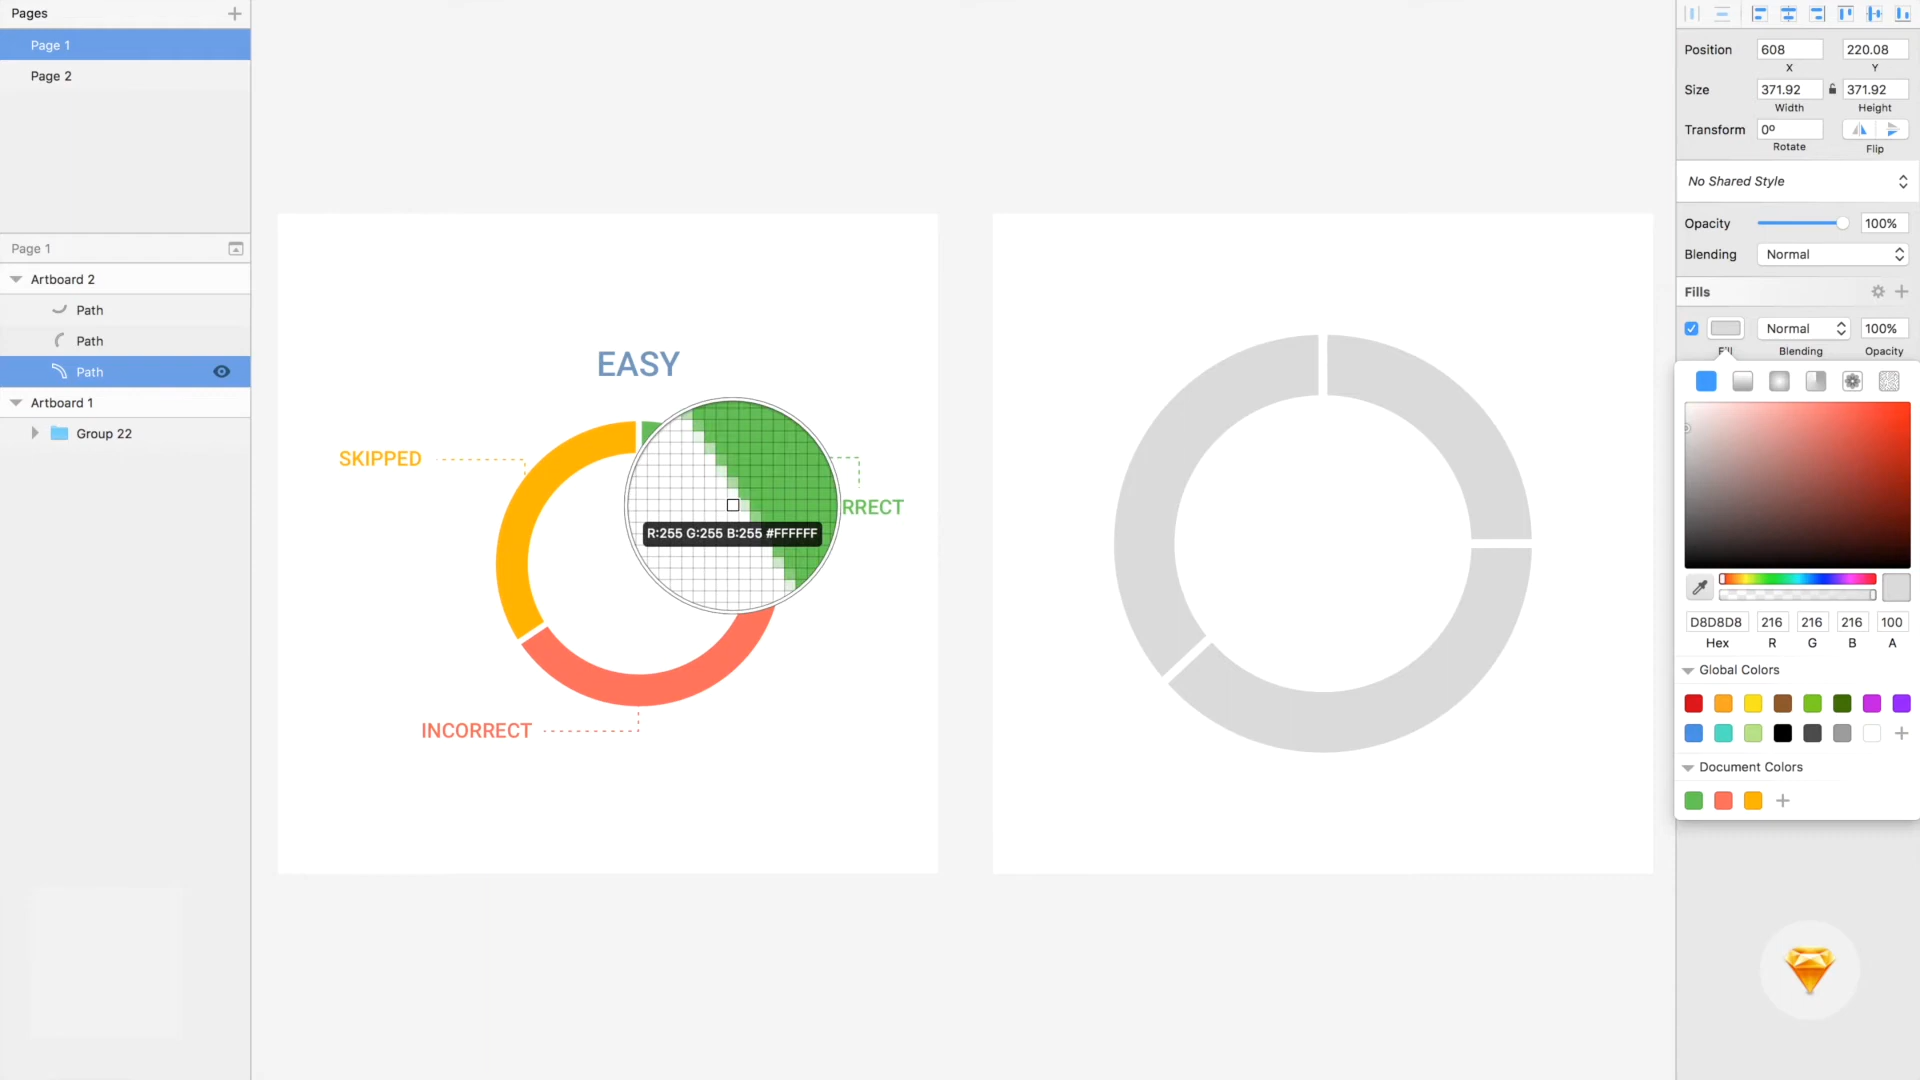 Pages
Page 1
Page 2
Page 1
Artboard 2
Path
Path
Path
Artboard 1
Group 22
EASY
SKIPPED
RRECT
R:255 G:255 B:255 #FFFFFF
INCORRECT
Position 608 220.08
X Y
Size 371.92 371.92
Width Height
Transform 0º
Rotate Flip
No Shared Style
Opacity 100%
Blending Normal
Fills
Normal 100%
Fill Blending Opacity
D8D8D8 216 216 216 100
Hex R G B A
Global Colors
Document Colors